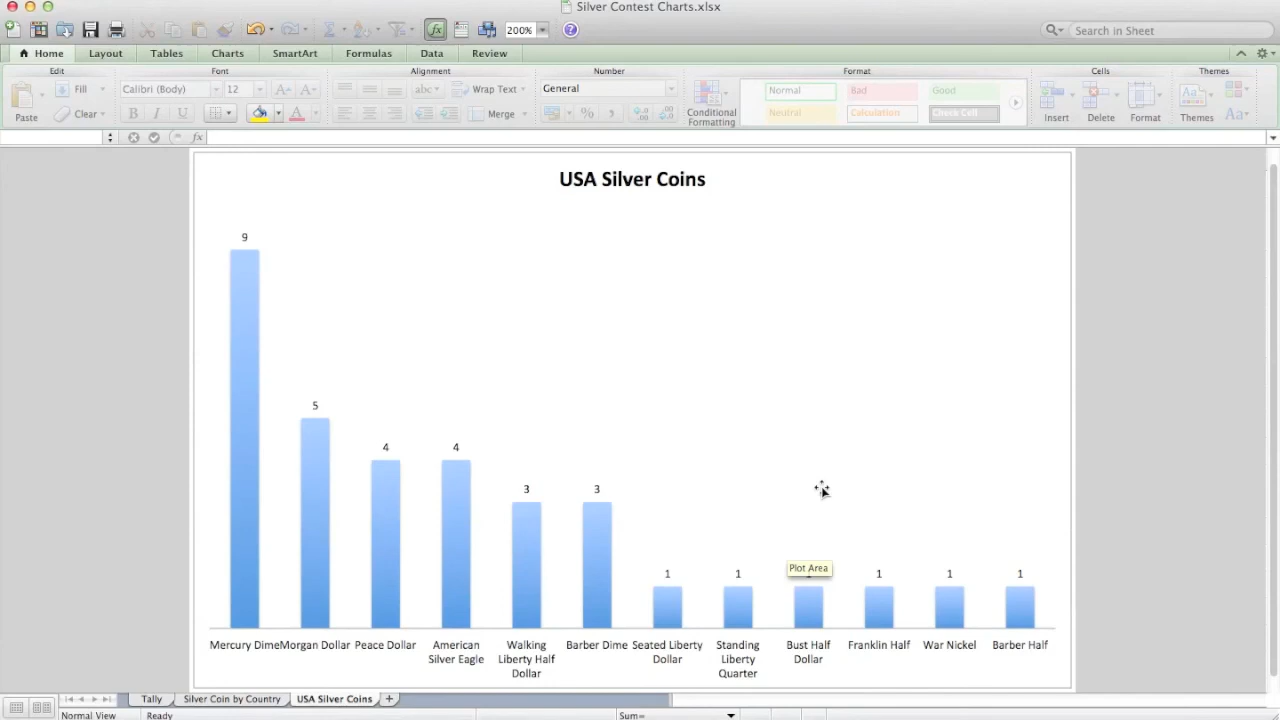 Silver Contest Charts.xlsx
200%
Search in Sheet
Home Layout Tables Charts SmartArt Formulas Data Review
Edit Font Alignment Number Format Cells Themes
Fill Calibri (Body) 12 abc Wrap Text General Normal Bad Good
Paste Clear B I U Merge % Conditional Formatting Neutral Calculation Check Cell Insert Delete Format Themes Aa
fx
USA Silver Coins
9
5
4 4
3 3
1 1 1 1 1
Plot Area
Mercury Dime Morgan Dollar Peace Dollar American Silver Eagle Walking Liberty Half Dollar Barber Dime Seated Liberty Dollar Standing Liberty Quarter Bust Half Dollar Franklin Half War Nickel Barber Half
Tally Silver Coin by Country USA Silver Coins
Normal View Ready Sum=